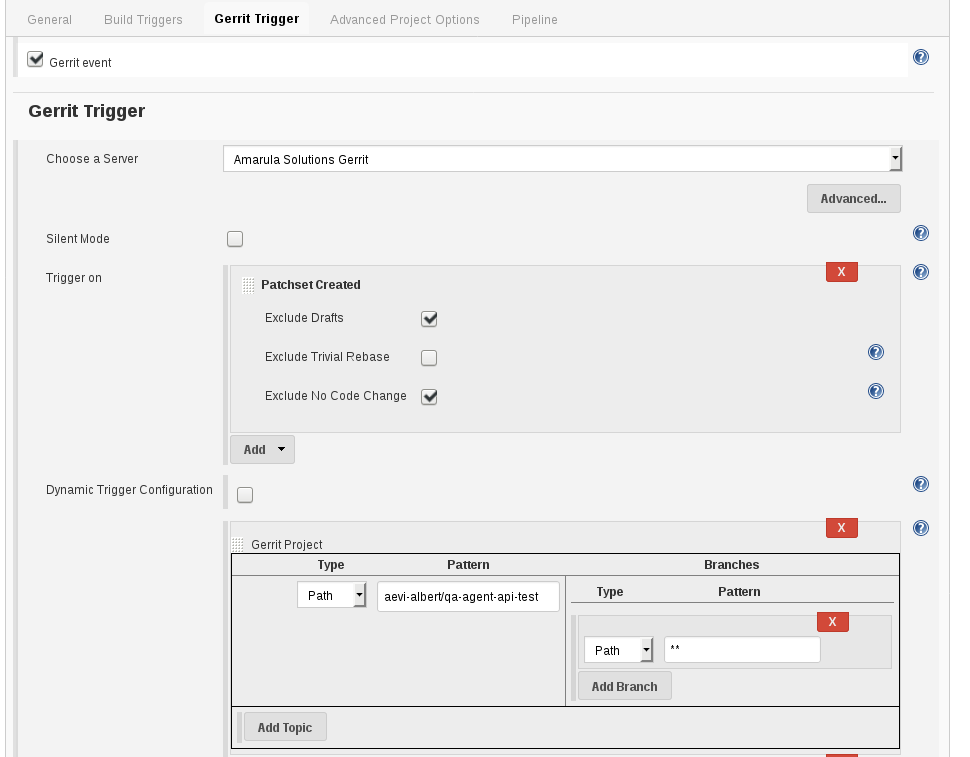 General Build Triggers Gerrit Trigger Advanced Project Options Pipeline
Gerrit event
Gerrit Trigger
Choose a Server Amarula Solutions Gerrit
Advanced...
Silent Mode
Trigger on X
Patchset Created
Exclude Drafts
Exclude Trivial Rebase
Exclude No Code Change
Add
Dynamic Trigger Configuration
X
Gerrit Project
Type Pattern Branches
Path aevi-albert/qa-agent-api-test Type Pattern
X
Path **
Add Branch
Add Topic